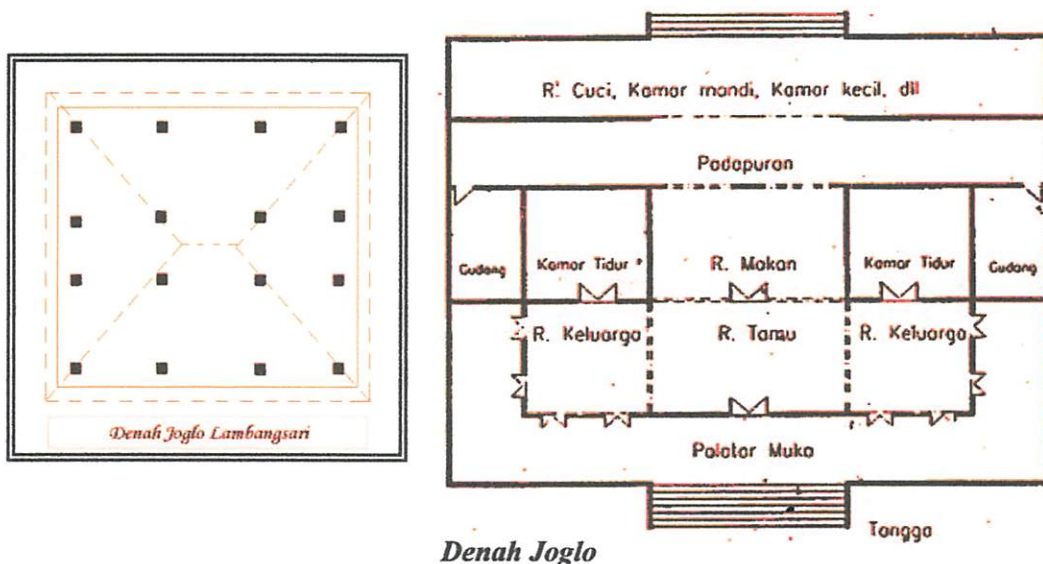 Denah Joglo Lambangsari
R. Cuci, Kamar mandi, Kamar kecil, dll
Padapuran
Gudang
Kamar Tidur
R. Makan
Kamar Tidur
Gudang
R. Keluarga
R. Tamu
R. Keluarga
Palatar Muka
Tangga
Denah Joglo